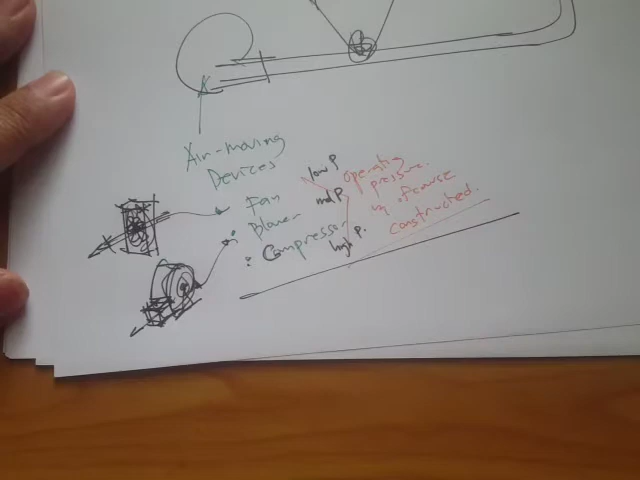 Air-moving
Devices
Fan
: Blower
: Compressor
low P
md P.
high P.
operating
pressure.
of course
constructed.